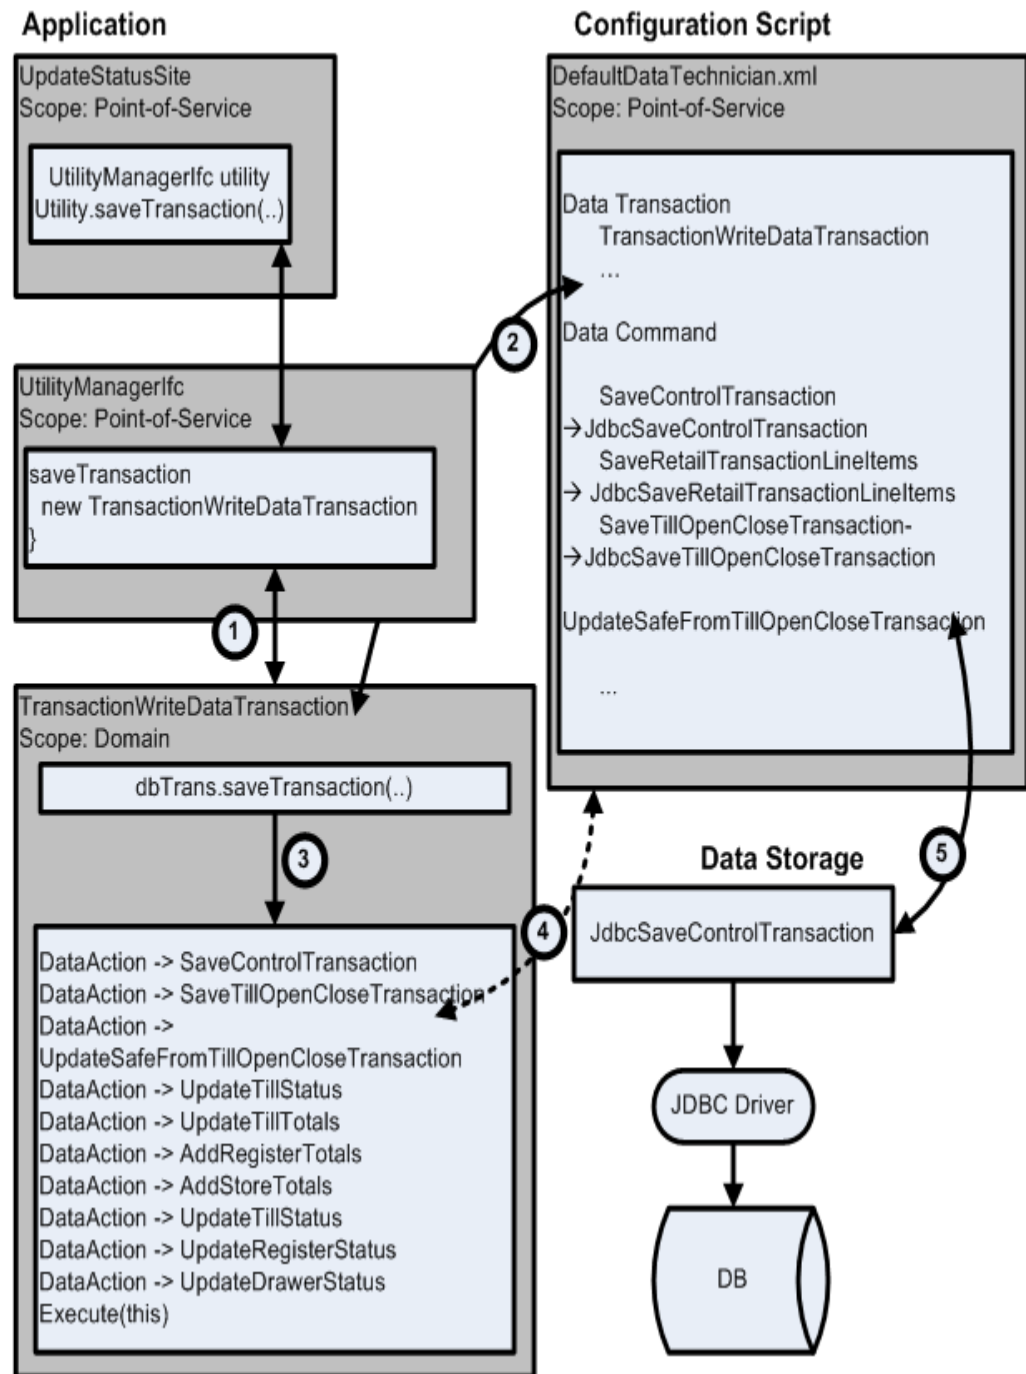 Application
UpdateStatusSite
Scope: Point-of-Service
UtilityManagerIfc utility
Utility.saveTransaction(..)
UtilityManagerIfc
Scope: Point-of-Service
saveTransaction
new TransactionWriteDataTransaction
}
1
2
TransactionWriteDataTransaction
Scope: Domain
dbTrans.saveTransaction(..)
3
DataAction -> SaveControlTransaction
DataAction -> SaveTillOpenCloseTransaction
DataAction ->
UpdateSafeFromTillOpenCloseTransaction
DataAction -> UpdateTillStatus
DataAction -> UpdateTillTotals
DataAction -> AddRegisterTotals
DataAction -> AddStoreTotals
DataAction -> UpdateTillStatus
DataAction -> UpdateRegisterStatus
DataAction -> UpdateDrawerStatus
Execute(this)
4
Configuration Script
DefaultDataTechnician.xml
Scope: Point-of-Service
Data Transaction
TransactionWriteDataTransaction
...
Data Command
SaveControlTransaction
→JdbcSaveControlTransaction
SaveRetailTransactionLineItems
→ JdbcSaveRetailTransactionLineItems
SaveTillOpenCloseTransaction-
→JdbcSaveTillOpenCloseTransaction
UpdateSafeFromTillOpenCloseTransaction
...
5
Data Storage
JdbcSaveControlTransaction
JDBC Driver
DB